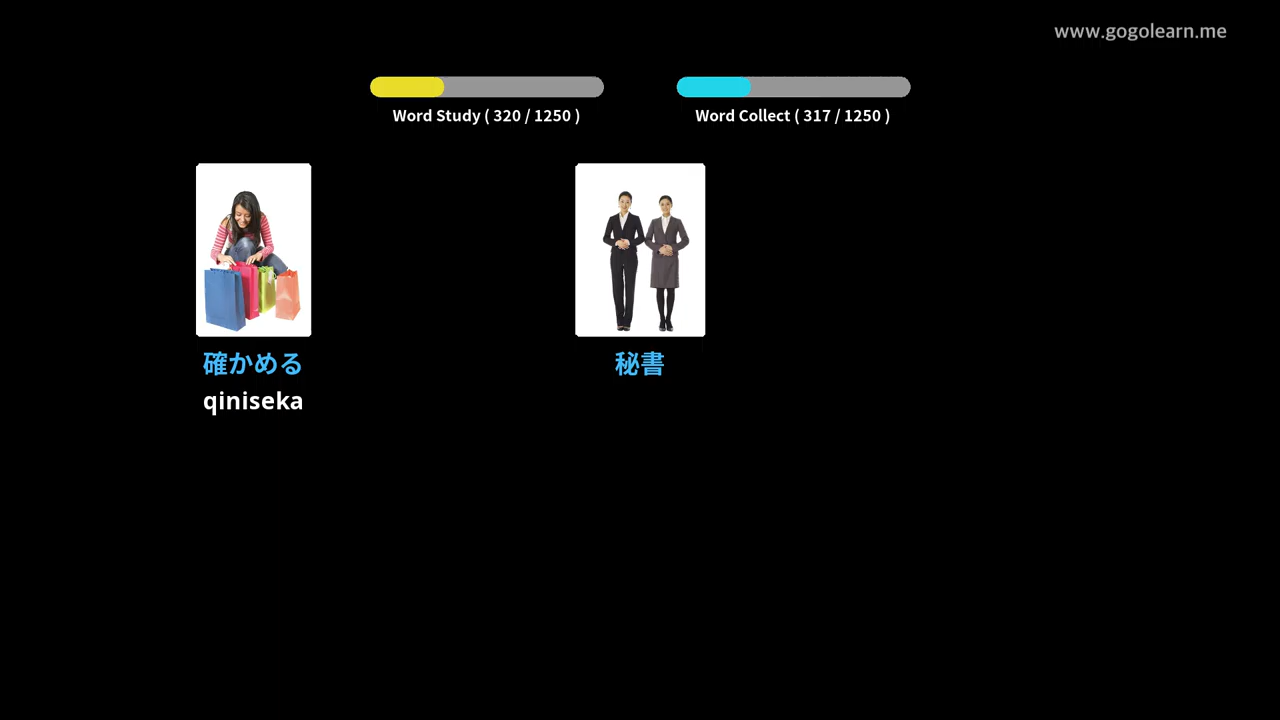 www.gogolearn.me
Word Study ( 320 / 1250 )
Word Collect ( 317 / 1250 )
確かめる
qiniseka
秘書